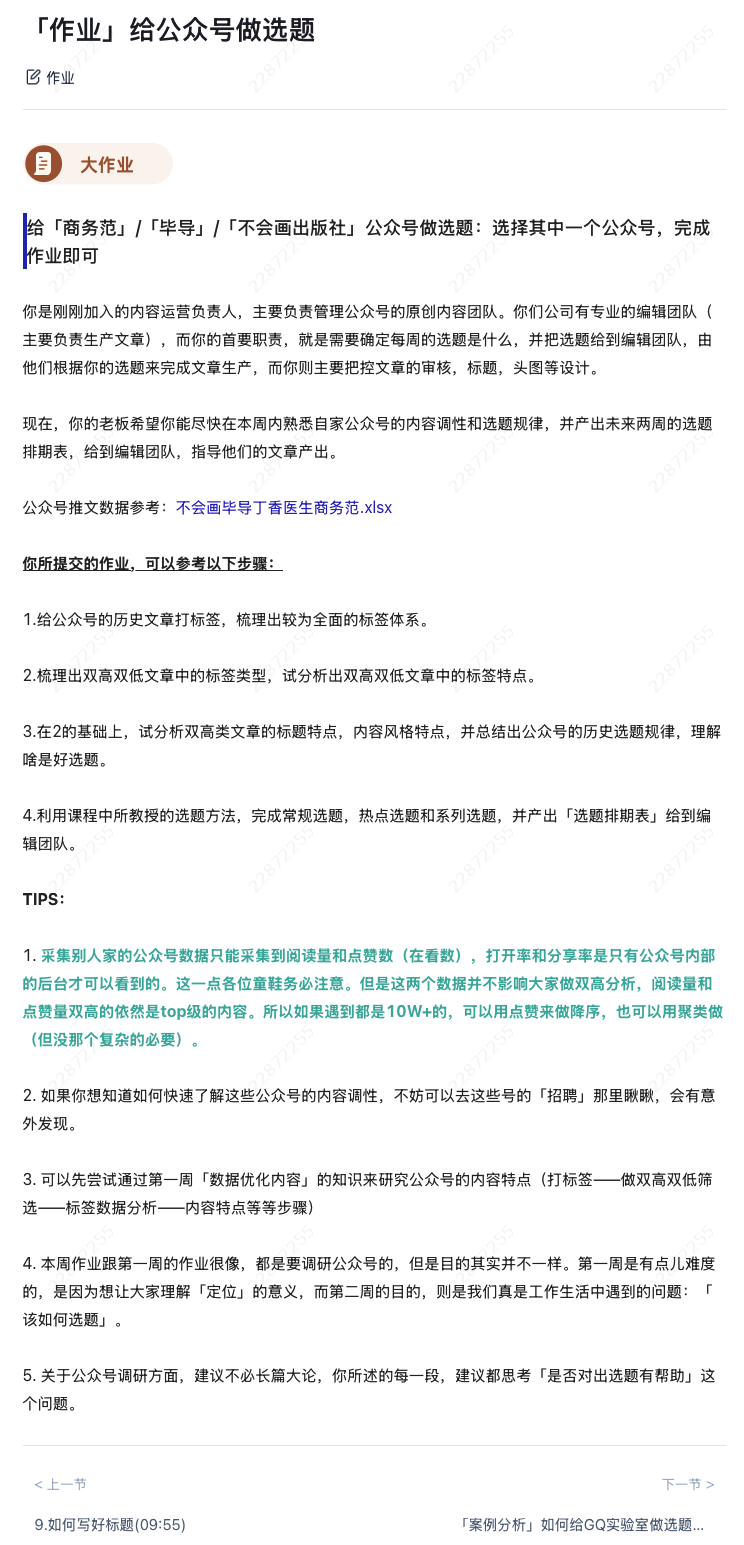 「作业」给公众号做选题
作业
大作业
给「商务范」/「毕导」/「不会画出版社」公众号做选题：选择其中一个公众号，完成
作业即可
你是刚刚加入的内容运营负责人，主要负责管理公众号的原创内容团队。你们公司有专业的编辑团队（
主要负责生产文章），而你的首要职责，就是需要确定每周的选题是什么，并把选题给到编辑团队，由
他们根据你的选题来完成文章生产，而你则主要把控文章的审核，标题，头图等设计。
现在，你的老板希望你能尽快在本周内熟悉自家公众号的内容调性和选题规律，并产出未来两周的选题
排期表，给到编辑团队，指导他们的文章产出。
公众号推文数据参考：不会画毕导丁香医生商务范.xlsx
你所提交的作业，可以参考以下步骤：
1.给公众号的历史文章打标签，梳理出较为全面的标签体系。
2.梳理出双高双低文章中的标签类型，试分析出双高双低文章中的标签特点。
3.在2的基础上，试分析双高类文章的标题特点，内容风格特点，并总结出公众号的历史选题规律，理解
啥是好选题。
4.利用课程中所教授的选题方法，完成常规选题，热点选题和系列选题，并产出「选题排期表」给到编
辑团队。
TIPS：
1. 采集别人家的公众号数据只能采集到阅读量和点赞数（在看数），打开率和分享率是只有公众号内部
的后台才可以看到的。这一点各位童鞋务必注意。但是这两个数据并不影响大家做双高分析，阅读量和
点赞量双高的依然是top级的内容。所以如果遇到都是10W+的，可以用点赞来做降序，也可以用聚类做
（但没那个复杂的必要）。
2. 如果你想知道如何快速了解这些公众号的内容调性，不妨可以去这些号的「招聘」那里瞅瞅，会有意
外发现。
3. 可以先尝试通过第一周「数据优化内容」的知识来研究公众号的内容特点（打标签——做双高双低筛
选——标签数据分析——内容特点等等步骤）
4. 本周作业跟第一周的作业很像，都是要调研公众号的，但是目的其实并不一样。第一周是有点儿难度
的，是因为想让大家理解「定位」的意义，而第二周的目的，则是我们真是工作生活中遇到的问题：「
该如何选题」。
5. 关于公众号调研方面，建议不必长篇大论，你所述的每一段，建议都思考「是否对出选题有帮助」这
个问题。
< 上一节
下一节 >
9.如何写好标题(09:55)
「案例分析」如何给GQ实验室做选题...
22872255